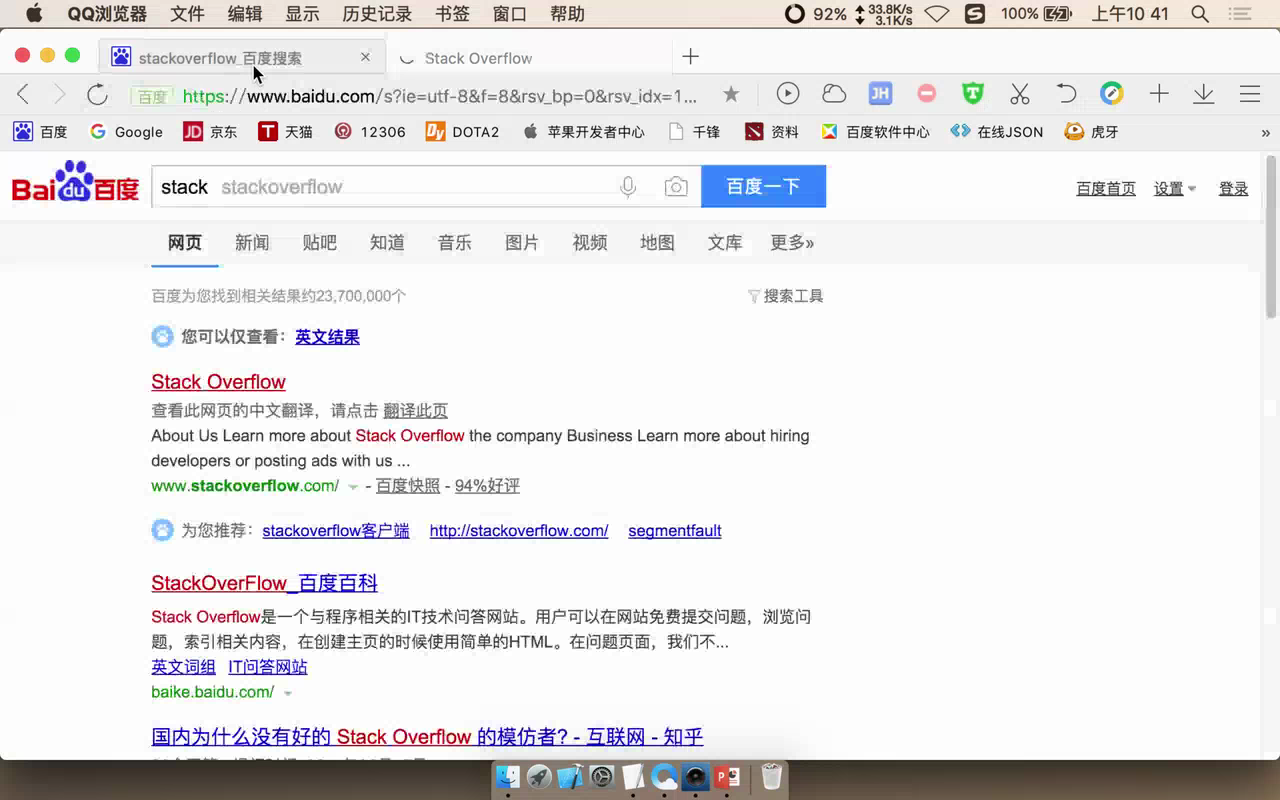 QQ浏览器 文件 编辑 显示 历史记录 书签 窗口 帮助 92% 33.8K/s 3.1K/s 100% 上午10 41
stackoverflow_百度搜索 Stack Overflow
百度 https://www.baidu.com/s?ie=utf-8&f=8&rsv_bp=0&rsv_idx=1... JH
百度 Google 京东 天猫 12306 DOTA2 苹果开发者中心 千锋 资料 百度软件中心 在线JSON 虎牙 »
Bai du 百度 stack stackoverflow 百度一下 百度首页 设置 登录
网页 新闻 贴吧 知道 音乐 图片 视频 地图 文库 更多»
百度为您找到相关结果约23,700,000个 搜索工具
您可以仅查看：英文结果
Stack Overflow
查看此网页的中文翻译，请点击 翻译此页
About Us Learn more about Stack Overflow the company Business Learn more about hiring
developers or posting ads with us ...
www.stackoverflow.com/ - 百度快照 - 94%好评
为您推荐： stackoverflow客户端 http://stackoverflow.com/ segmentfault
StackOverFlow_百度百科
Stack Overflow是一个与程序相关的IT技术问答网站。用户可以在网站免费提交问题，浏览问
题，索引相关内容，在创建主页的时候使用简单的HTML。在问题页面，我们不...
英文词组 IT问答网站
baike.baidu.com/
国内为什么没有好的 Stack Overflow 的模仿者? - 互联网 - 知乎